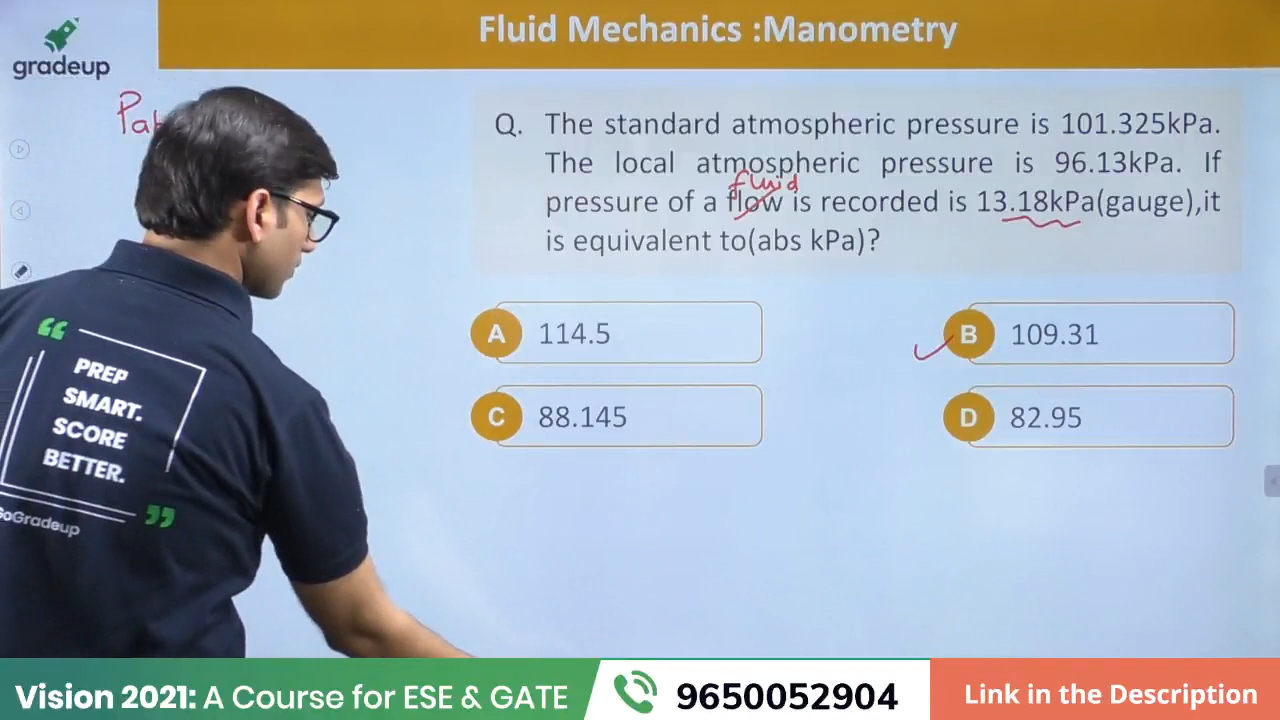 Fluid Mechanics :Manometry
gradeup
Q. The standard atmospheric pressure is 101.325kPa.
The local atmospheric pressure is 96.13kPa. If
fluid
pressure of a flow is recorded is 13.18kPa(gauge),it
is equivalent to(abs kPa)?
A 114.5
B 109.31
C 88.145
D 82.95
“
PREP
SMART.
SCORE
BETTER.
”
GoGradeup
Vision 2021: A Course for ESE & GATE
9650052904
Link in the Description